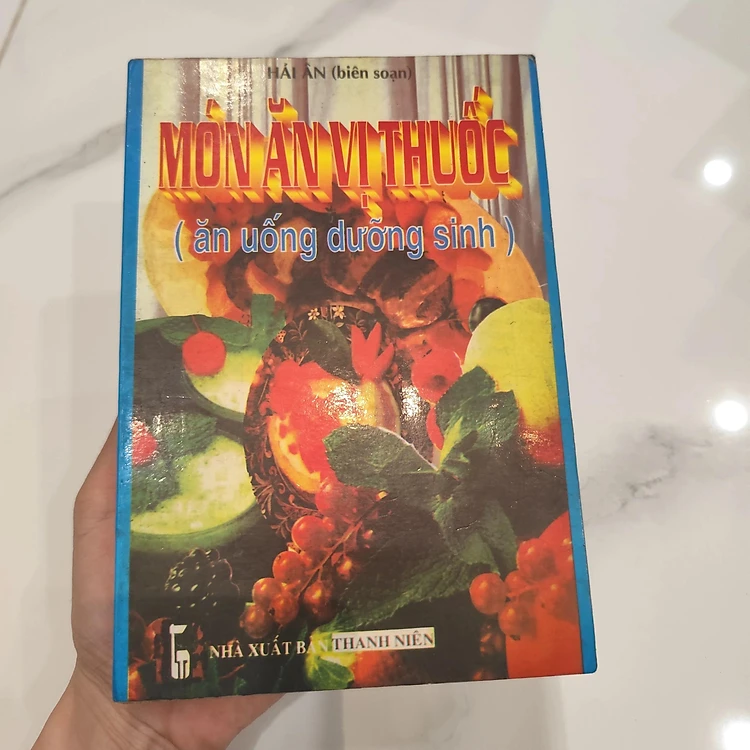 HẢI ÂN (biên soạn)
MÓN ĂN VỊ THUỐC
( ăn uống dưỡng sinh )
NHÀ XUẤT BẢN THANH NIÊN